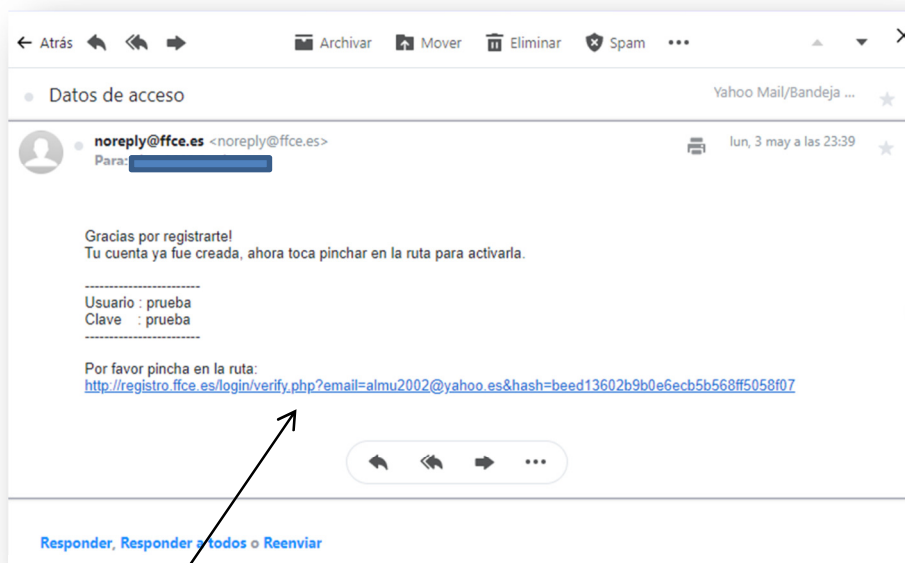 Atrás Archivar Mover Eliminar Spam
Datos de acceso Yahoo Mail/Bandeja ...
noreply@ffce.es <noreply@ffce.es> lun, 3 may a las 23:39
Para:
Gracias por registrarte!
Tu cuenta ya fue creada, ahora toca pinchar en la ruta para activarla.
------------------------
Usuario : prueba
Clave : prueba
------------------------
Por favor pincha en la ruta:
http://registro.ffce.es/login/verify.php?email=almu2002@yahoo.es&hash=beed13602b9b0e6ecb5b568ff5058f07
Responder, Responder a todos o Reenviar